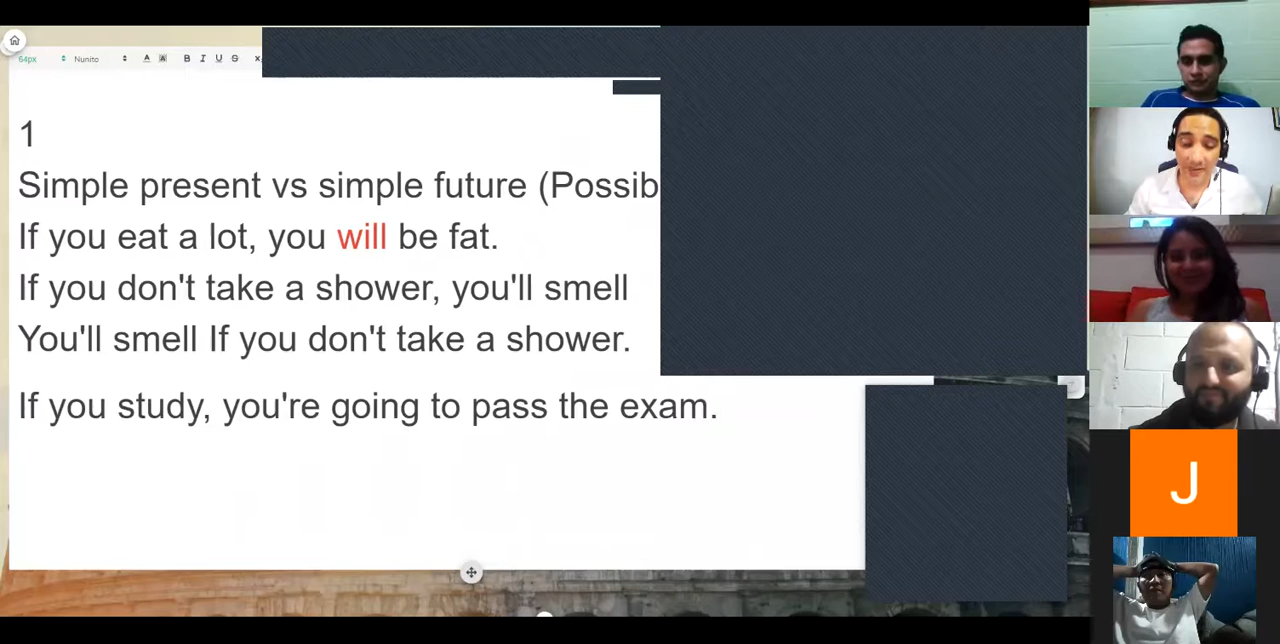 64px Nunito A A B I U S
1
Simple present vs simple future (Possib
If you eat a lot, you will be fat.
If you don't take a shower, you'll smell
You'll smell If you don't take a shower.
If you study, you're going to pass the exam.
J